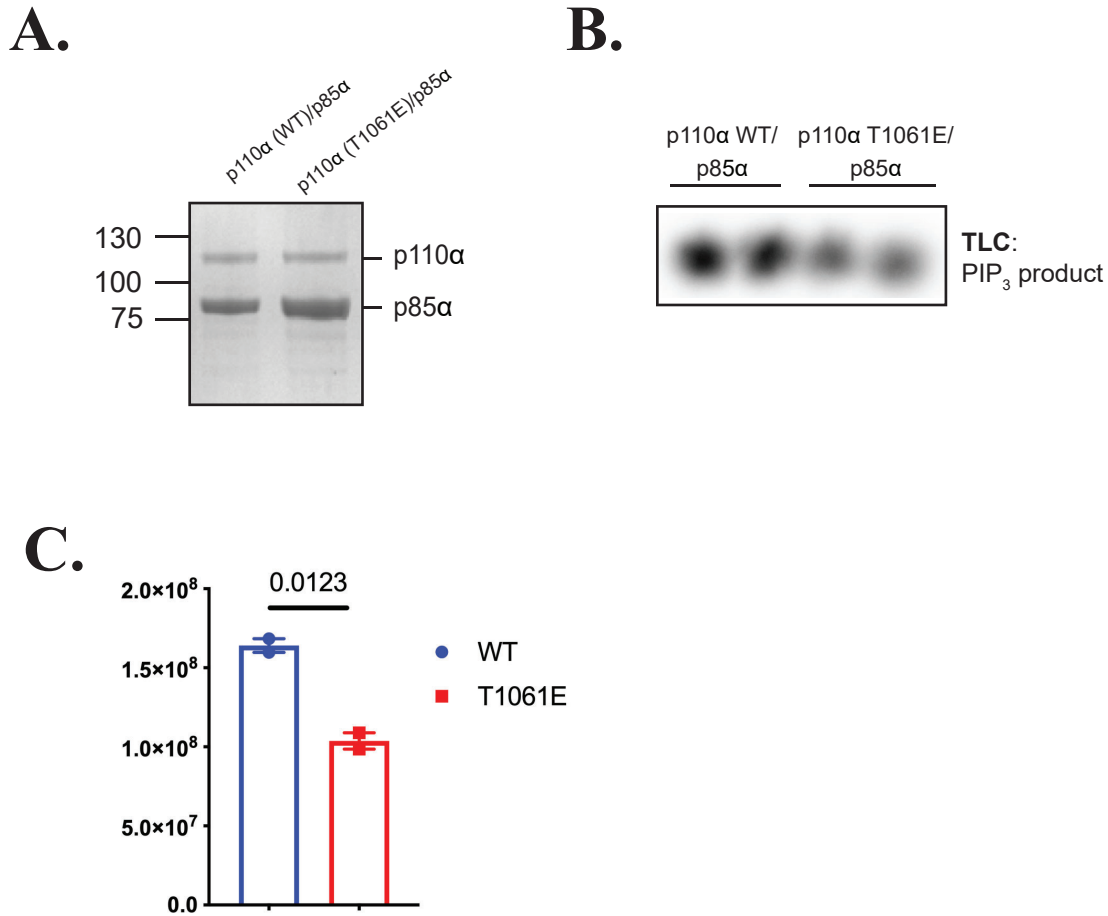 A.
p110α (WT)/p85α
p110α (T1061E)/p85α
130
100
75
p110α
p85α
B.
p110α WT/
p85α
p110α T1061E/
p85α
TLC:
PIP₃ product
C.
0.0123
2.0×10⁸
1.5×10⁸
1.0×10⁸
5.0×10⁷
0.0
WT
T1061E